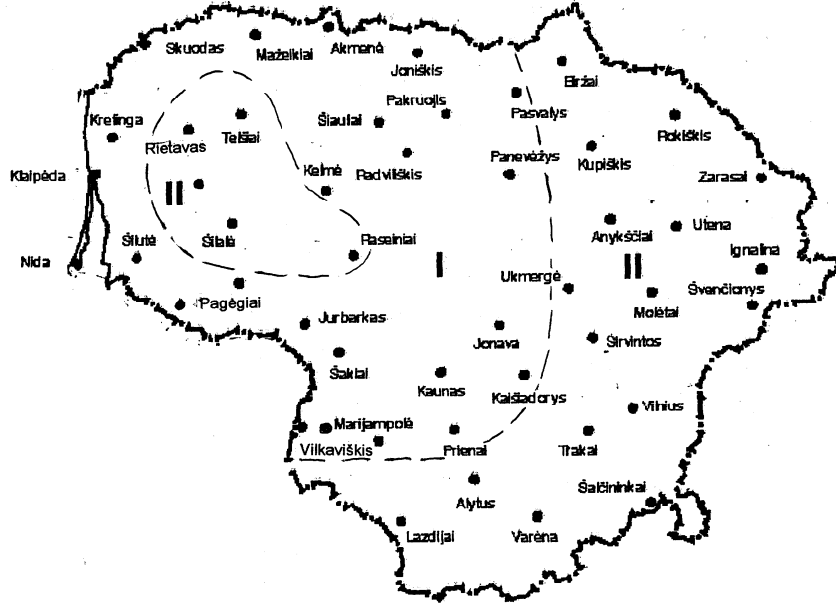 Skuodas
Mažeikiai
Akmenė
Joniškis
Biržai
Pakruojis
Pasvalys
Kretinga
Rietavas
Telšiai
Šiauliai
Rokiškis
Radviliškis
Panevėžys
Kupiškis
Klaipėda
Kelmė
Zarasai
II
Šilutė
Šilalė
Raseiniai
Anykščiai
Utena
Ignalina
Nida
I
II
Ukmergė
Švenčionys
Pagėgiai
Molėtai
Jurbarkas
Jonava
Širvintos
Šakiai
Kaunas
Kaišiadorys
Vilnius
Marijampolė
Vilkaviškis
Prienai
Trakai
Alytus
Šalčininkai
Lazdijai
Varėna